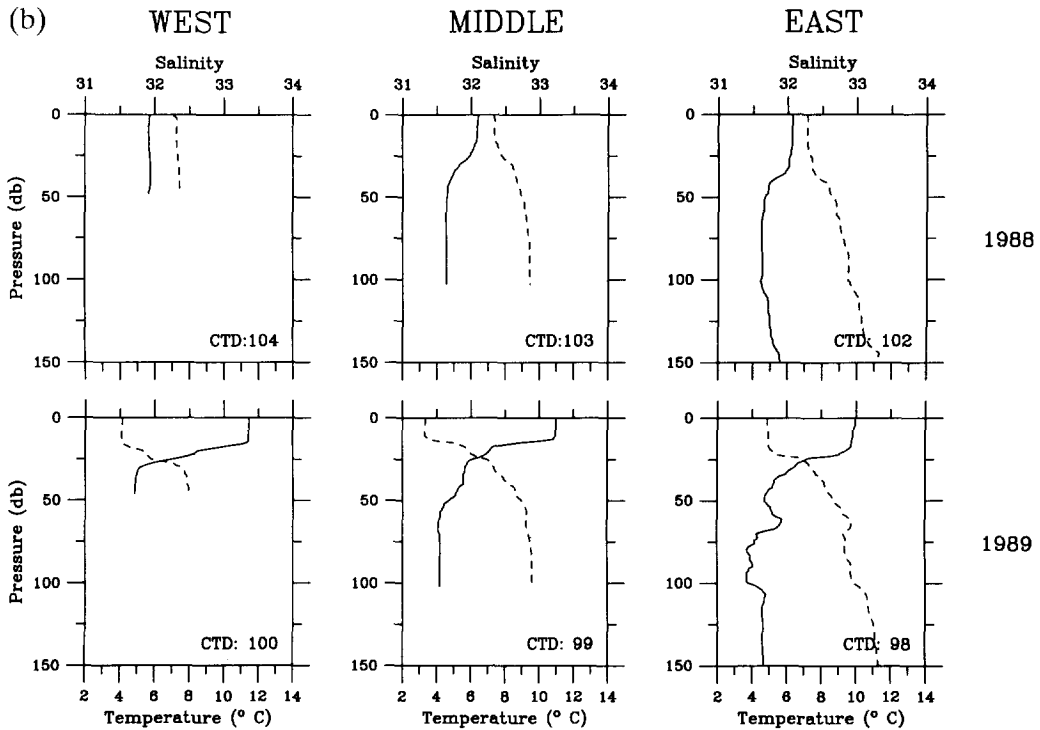 (b) WEST MIDDLE EAST
Salinity Salinity Salinity
31 32 33 34 31 32 33 34 31 32 33 34
0 0 0
50 50 50
100 100 100
150 150 150
Pressure (db)
CTD:104 CTD:103 CTD: 102
1988
0 0 0
50 50 50
100 100 100
150 150 150
Pressure (db)
CTD: 100 CTD: 99 CTD: 98
1989
2 4 6 8 10 12 14 2 4 6 8 10 12 14 2 4 6 8 10 12 14
Temperature (° C) Temperature (° C) Temperature (° C)